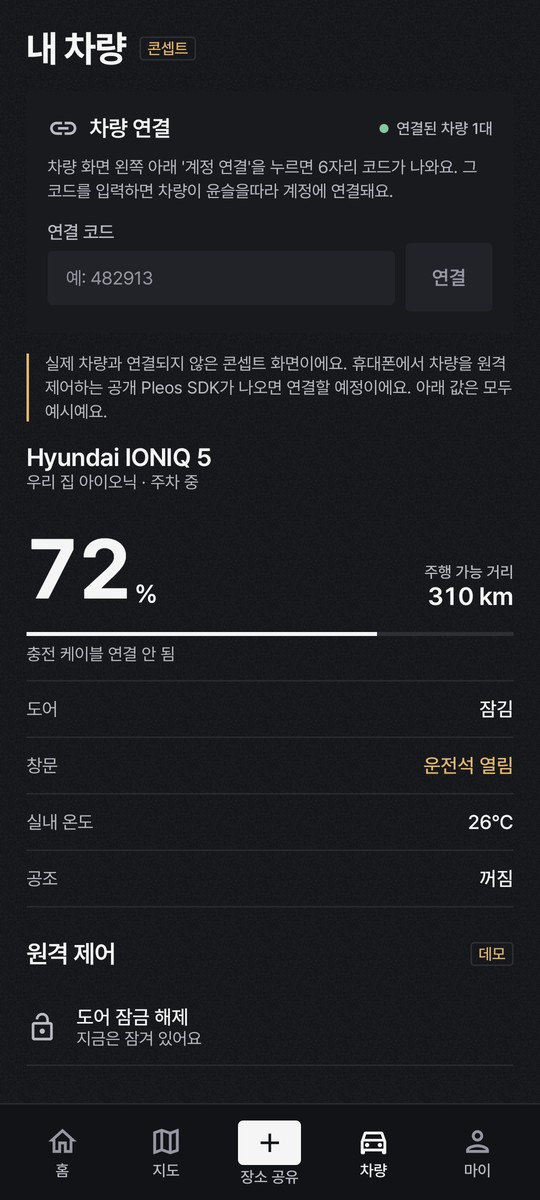 내 차량 콘셉트
차량 연결 연결된 차량 1대
차량 화면 왼쪽 아래 '계정 연결'을 누르면 6자리 코드가 나와요. 그
코드를 입력하면 차량이 윤슬을따라 계정에 연결돼요.
연결 코드
예: 482913 연결
실제 차량과 연결되지 않은 콘셉트 화면이에요. 휴대폰에서 차량을 원격
제어하는 공개 Pleos SDK가 나오면 연결할 예정이에요. 아래 값은 모두
예시예요.
Hyundai IONIQ 5
우리 집 아이오닉 · 주차 중
72 %
주행 가능 거리
310 km
충전 케이블 연결 안 됨
도어 잠김
창문 운전석 열림
실내 온도 26°C
공조 꺼짐
원격 제어 데모
도어 잠금 해제
지금은 잠겨 있어요
홈 지도 장소 공유 차량 마이